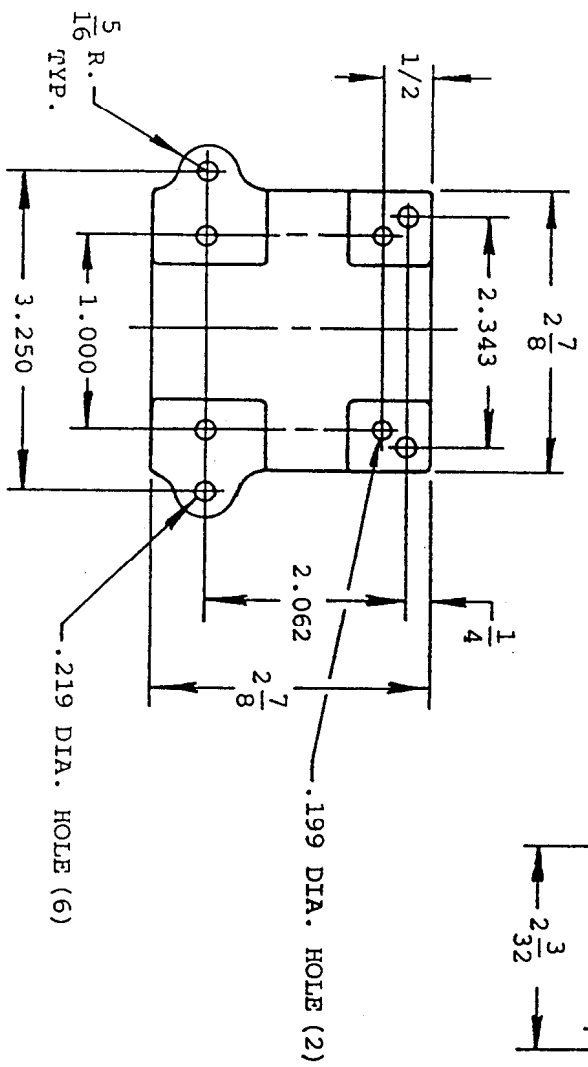 5/16 R.
TYP.
1/2
3.250
1.000
2.343
2 7/8
2.062
1/4
2 7/8
.219 DIA. HOLE (6)
.199 DIA. HOLE (2)
2 3/32